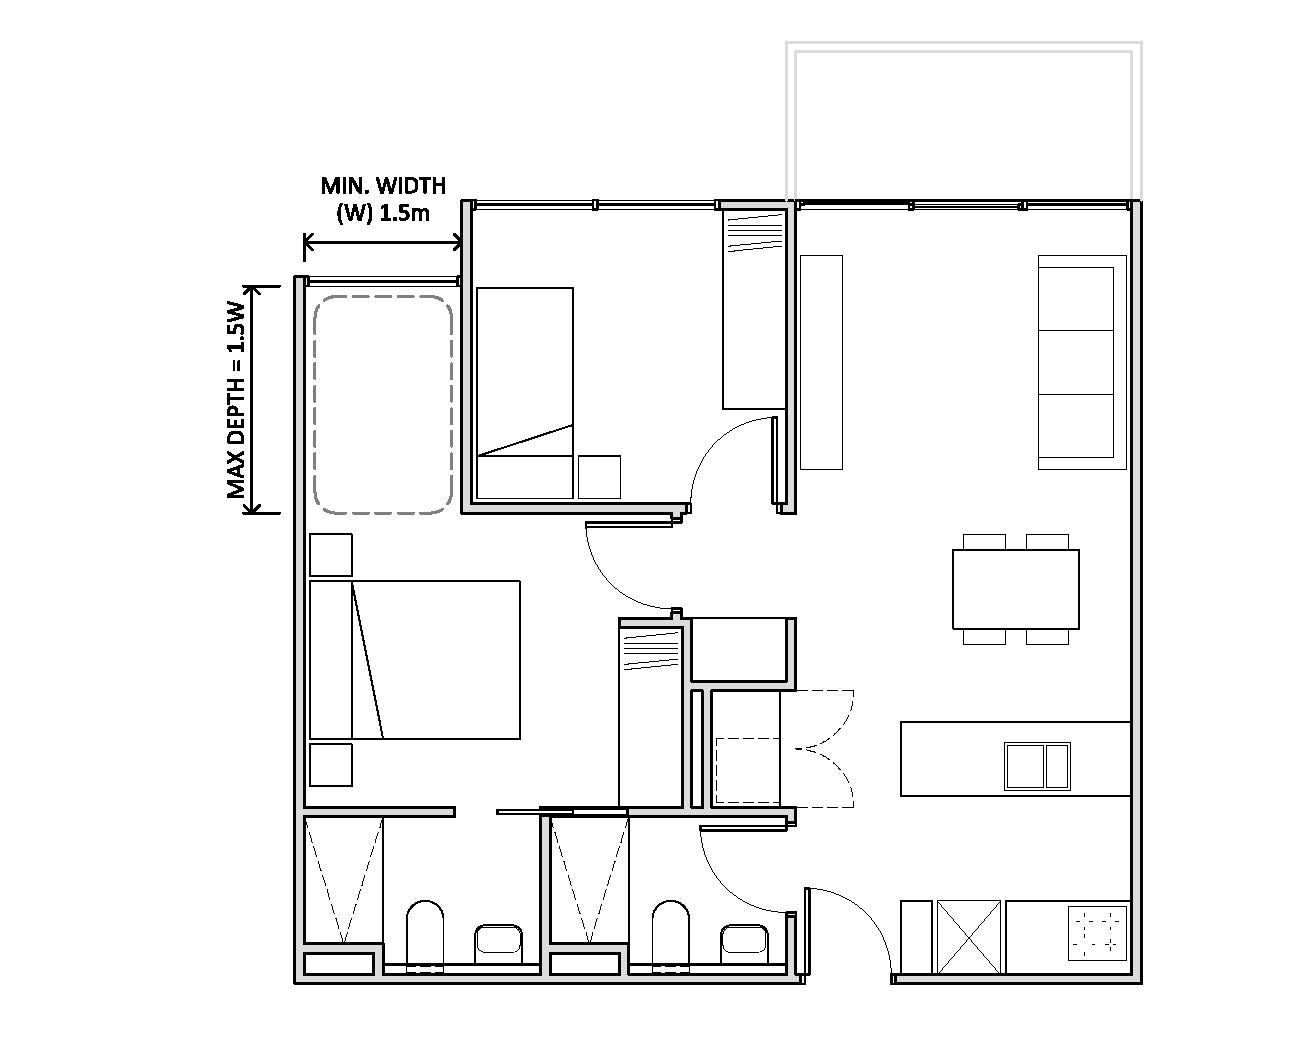 MIN. WIDTH
(W) 1.5m
MAX DEPTH = 1.5W